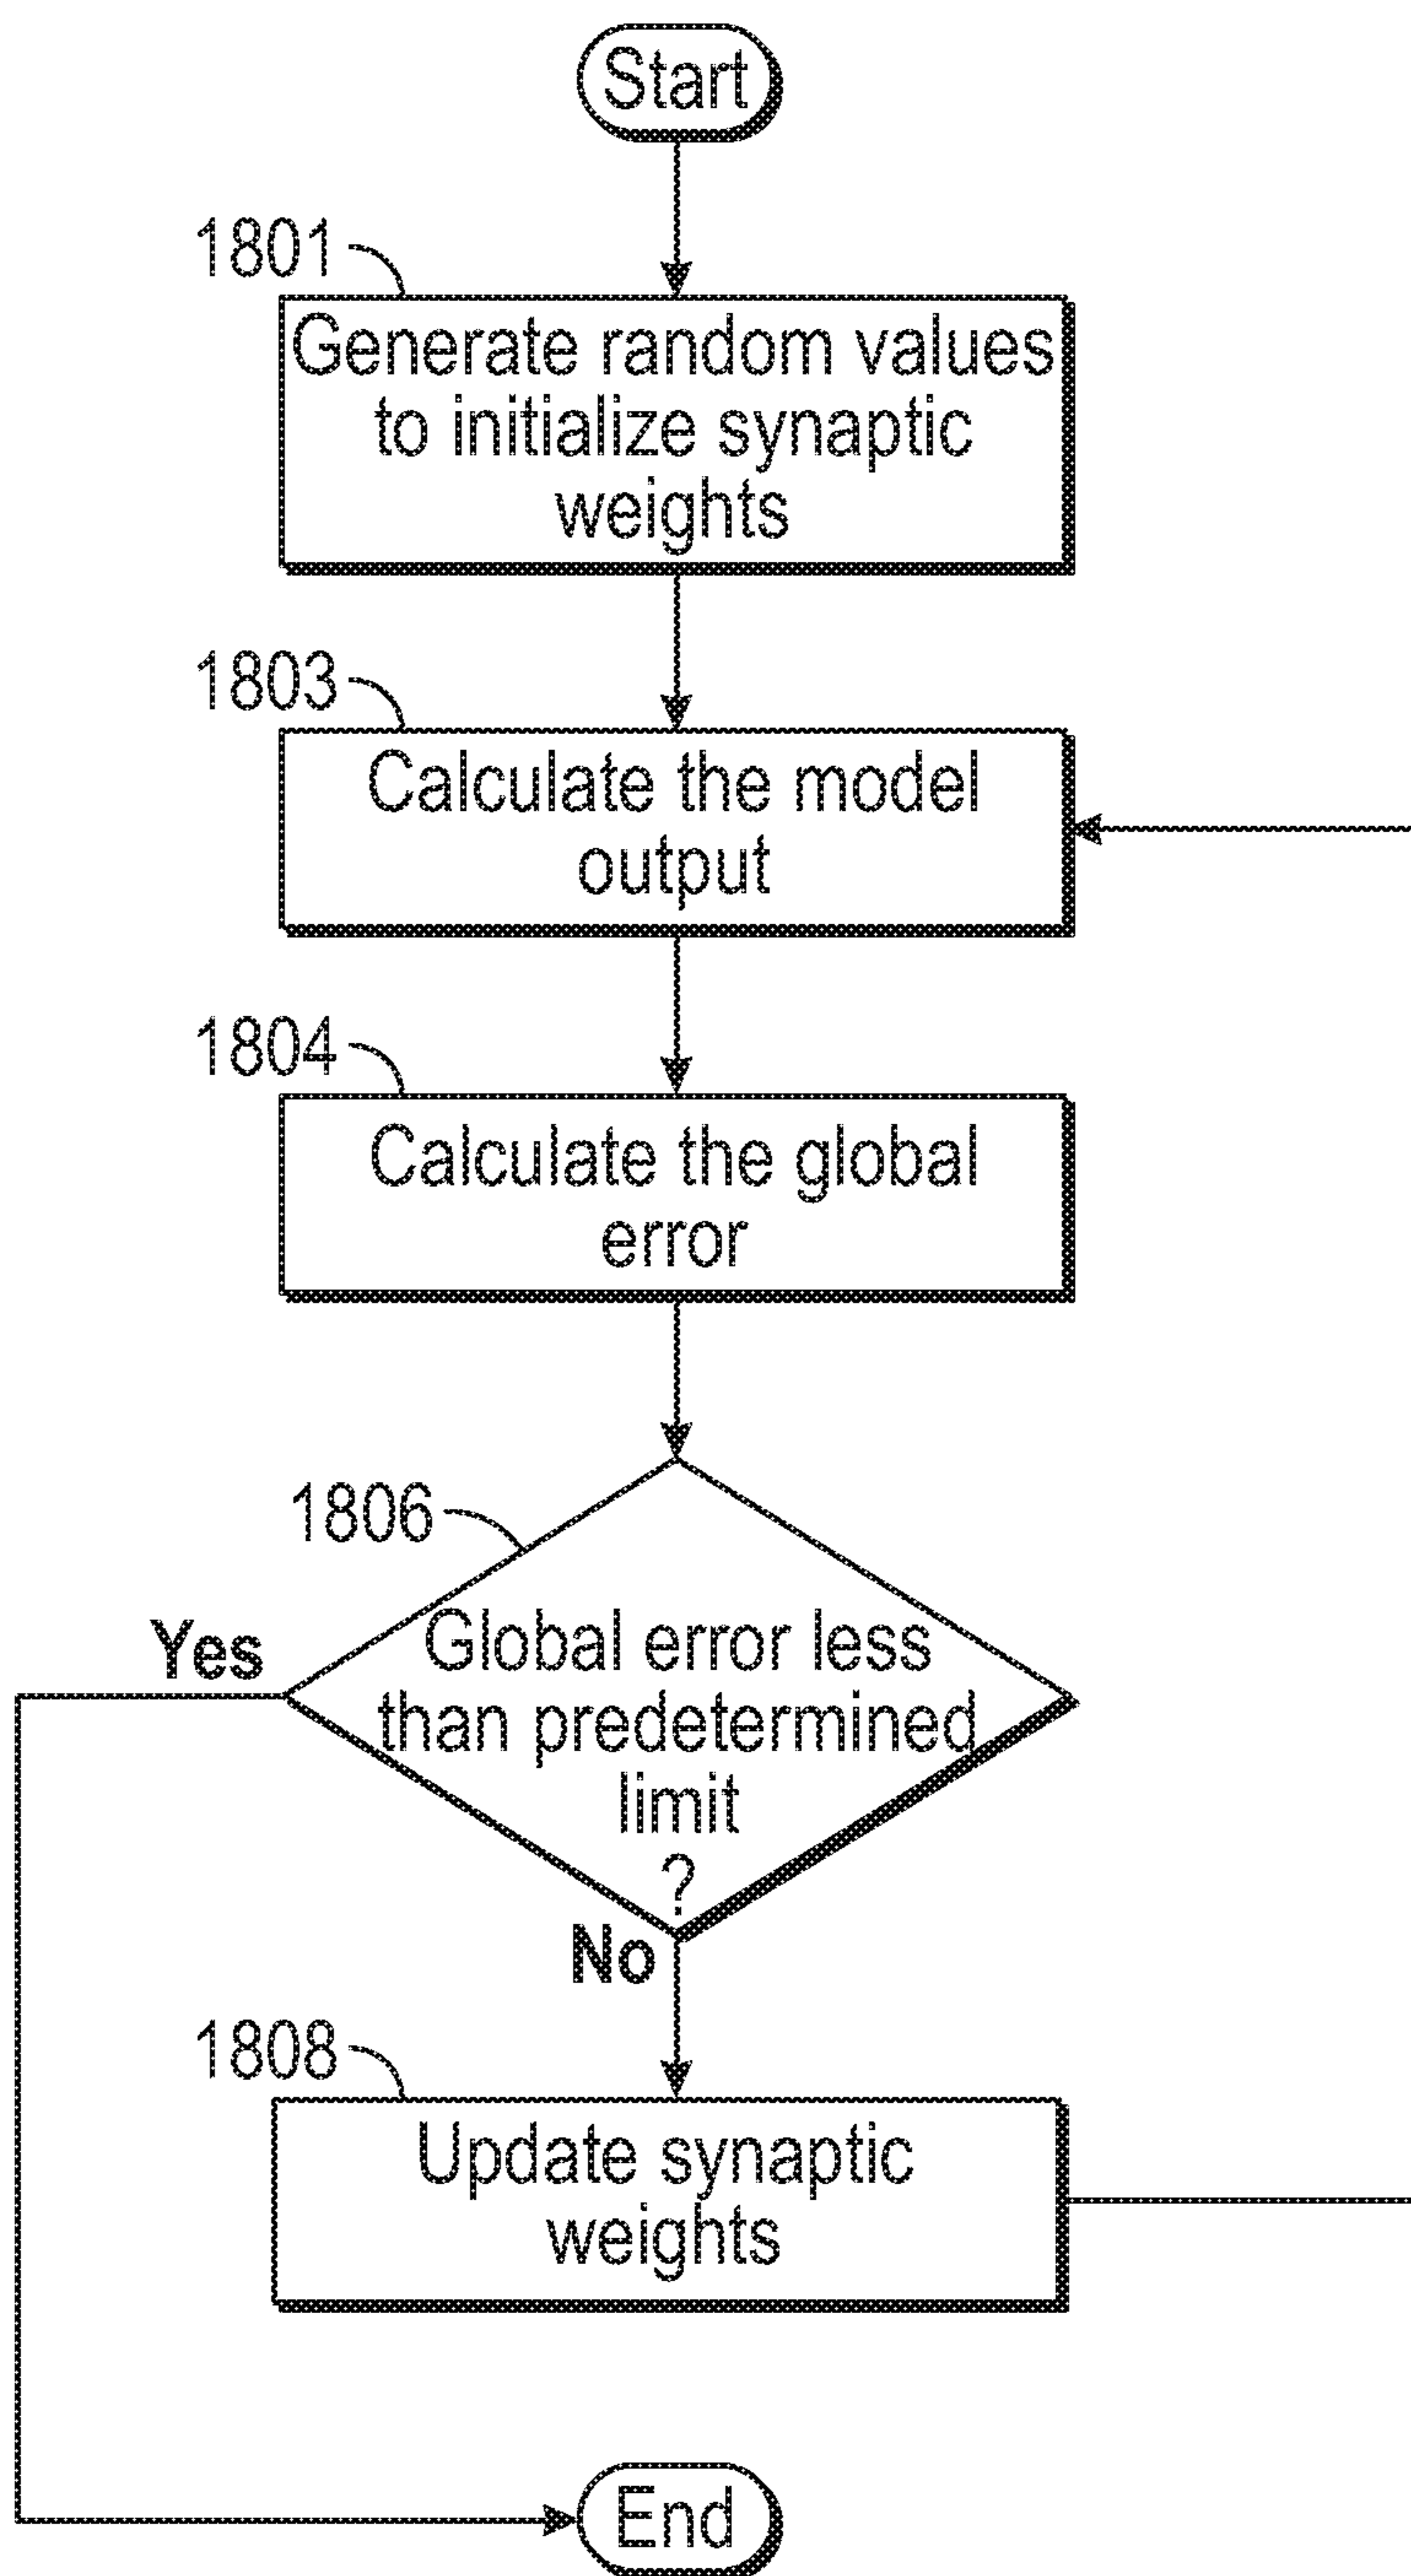 Start
1801
Generate random values
to initialize synaptic
weights
1803
Calculate the model
output
1804
Calculate the global
error
1806
Yes
Global error less
than predetermined
limit
?
No
1808
Update synaptic
weights
End